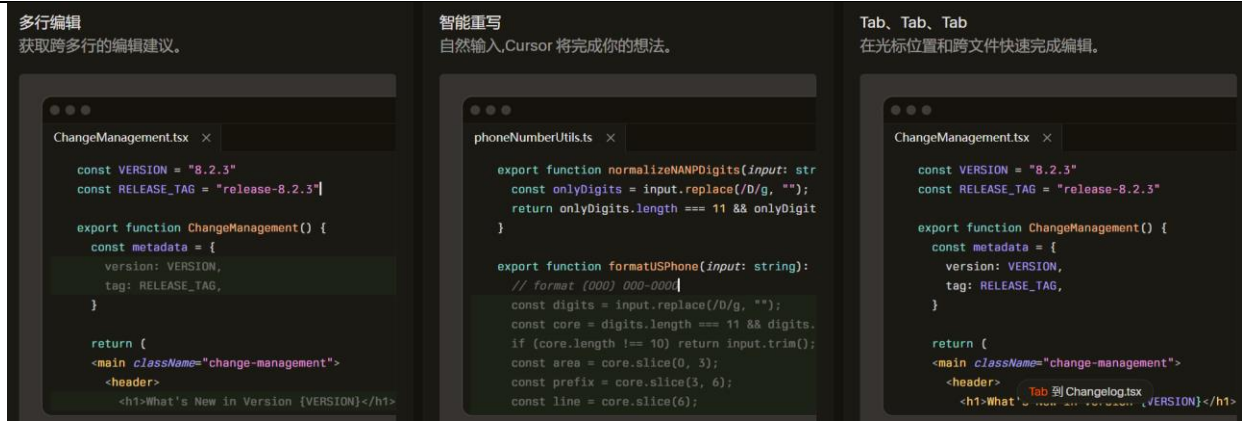 多行编辑
获取跨多行的编辑建议。
ChangeManagement.tsx ×
const VERSION = "8.2.3"
const RELEASE_TAG = "release-8.2.3"
export function ChangeManagement() {
const metadata = {
version: VERSION,
tag: RELEASE_TAG,
}
return (
<main className="change-management">
<header>
<h1>What's New in Version {VERSION}</h1>
智能重写
自然输入,Cursor 将完成你的想法。
phoneNumberUtils.ts ×
export function normalizeNANPDigits(input: str
const onlyDigits = input.replace(/D/g, "");
return onlyDigits.length === 11 && onlyDigit
}
export function formatUSPhone(input: string):
// format (000) 000-0000
const digits = input.replace(/D/g, "");
const core = digits.length === 11 && digits.
if (core.length !== 10) return input.trim();
const area = core.slice(0, 3);
const prefix = core.slice(3, 6);
const line = core.slice(6);
Tab、Tab、Tab
在光标位置和跨文件快速完成编辑。
ChangeManagement.tsx ×
const VERSION = "8.2.3"
const RELEASE_TAG = "release-8.2.3"
export function ChangeManagement() {
const metadata = {
version: VERSION,
tag: RELEASE_TAG,
}
return (
<main className="change-management">
<header>
Tab 到 Changelog.tsx
<h1>What's {VERSION}</h1>